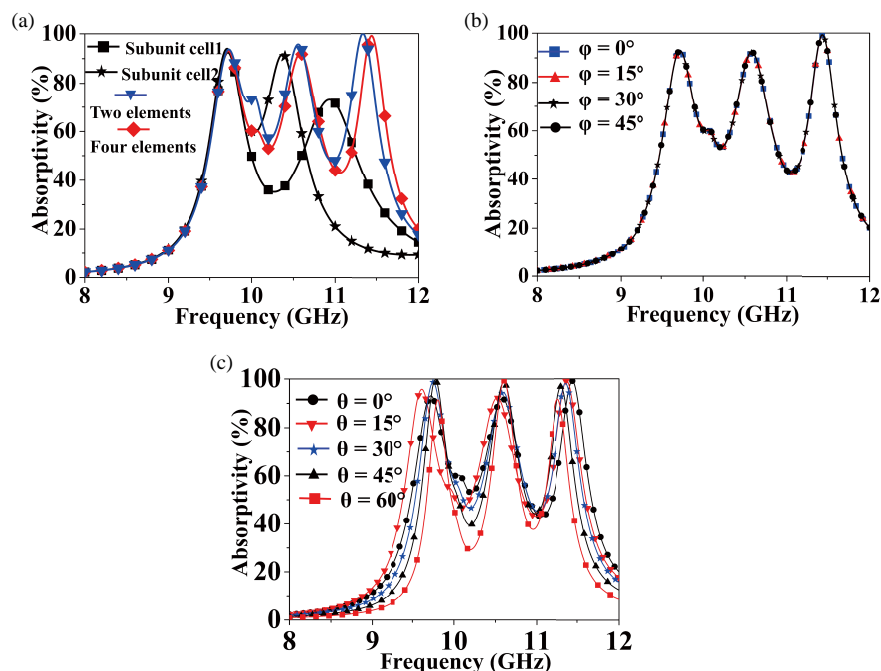 (a)
100
80
60
40
20
0
Absorptivity (%)
Subunit cell1
Subunit cell2
Two elements
Four elements
8 9 10 11 12
Frequency (GHz)
(b)
100
80
60
40
20
0
Absorptivity (%)
φ = 0°
φ = 15°
φ = 30°
φ = 45°
8 9 10 11 12
Frequency (GHz)
(c)
100
80
60
40
20
0
Absorptivity (%)
θ = 0°
θ = 15°
θ = 30°
θ = 45°
θ = 60°
8 9 10 11 12
Frequency (GHz)